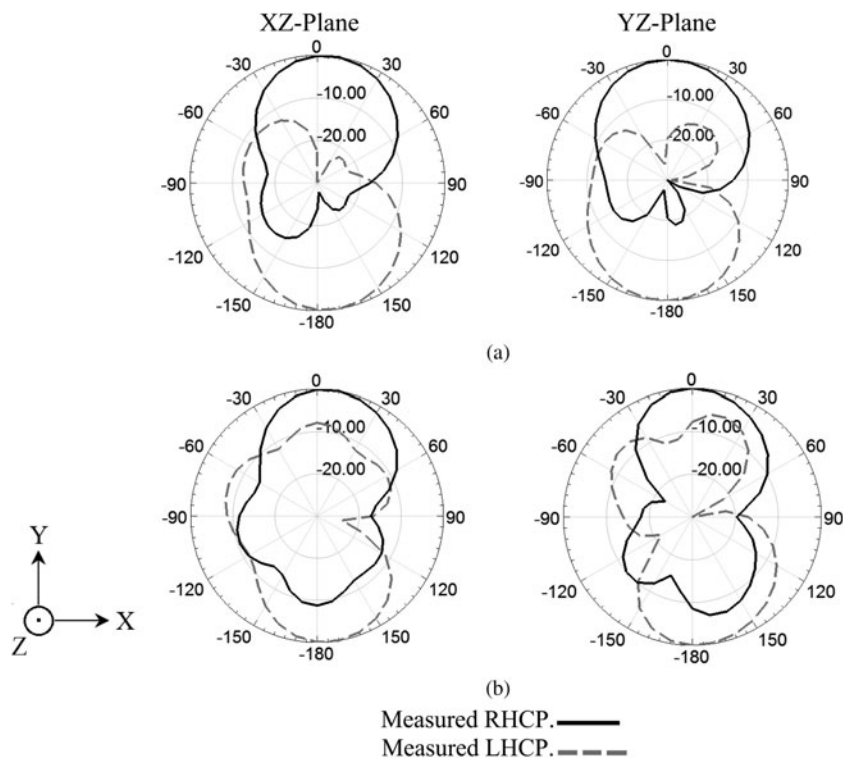 XZ-Plane YZ-Plane
0 0
-30 30 -30 30
-10.00 -10.00
-60 60 -60 60
-20.00 -20.00
-90 90 -90 90
-120 120 -120 120
-150 150 -150 150
-180 -180
(a)
0 0
-30 30 -30 30
-10.00 -10.00
-60 60 -60 60
-20.00 -20.00
-90 90 -90 90
Y
-120 120 -120 120
X
Z
-150 150 -150 150
-180 -180
(b)
Measured RHCP.
Measured LHCP.